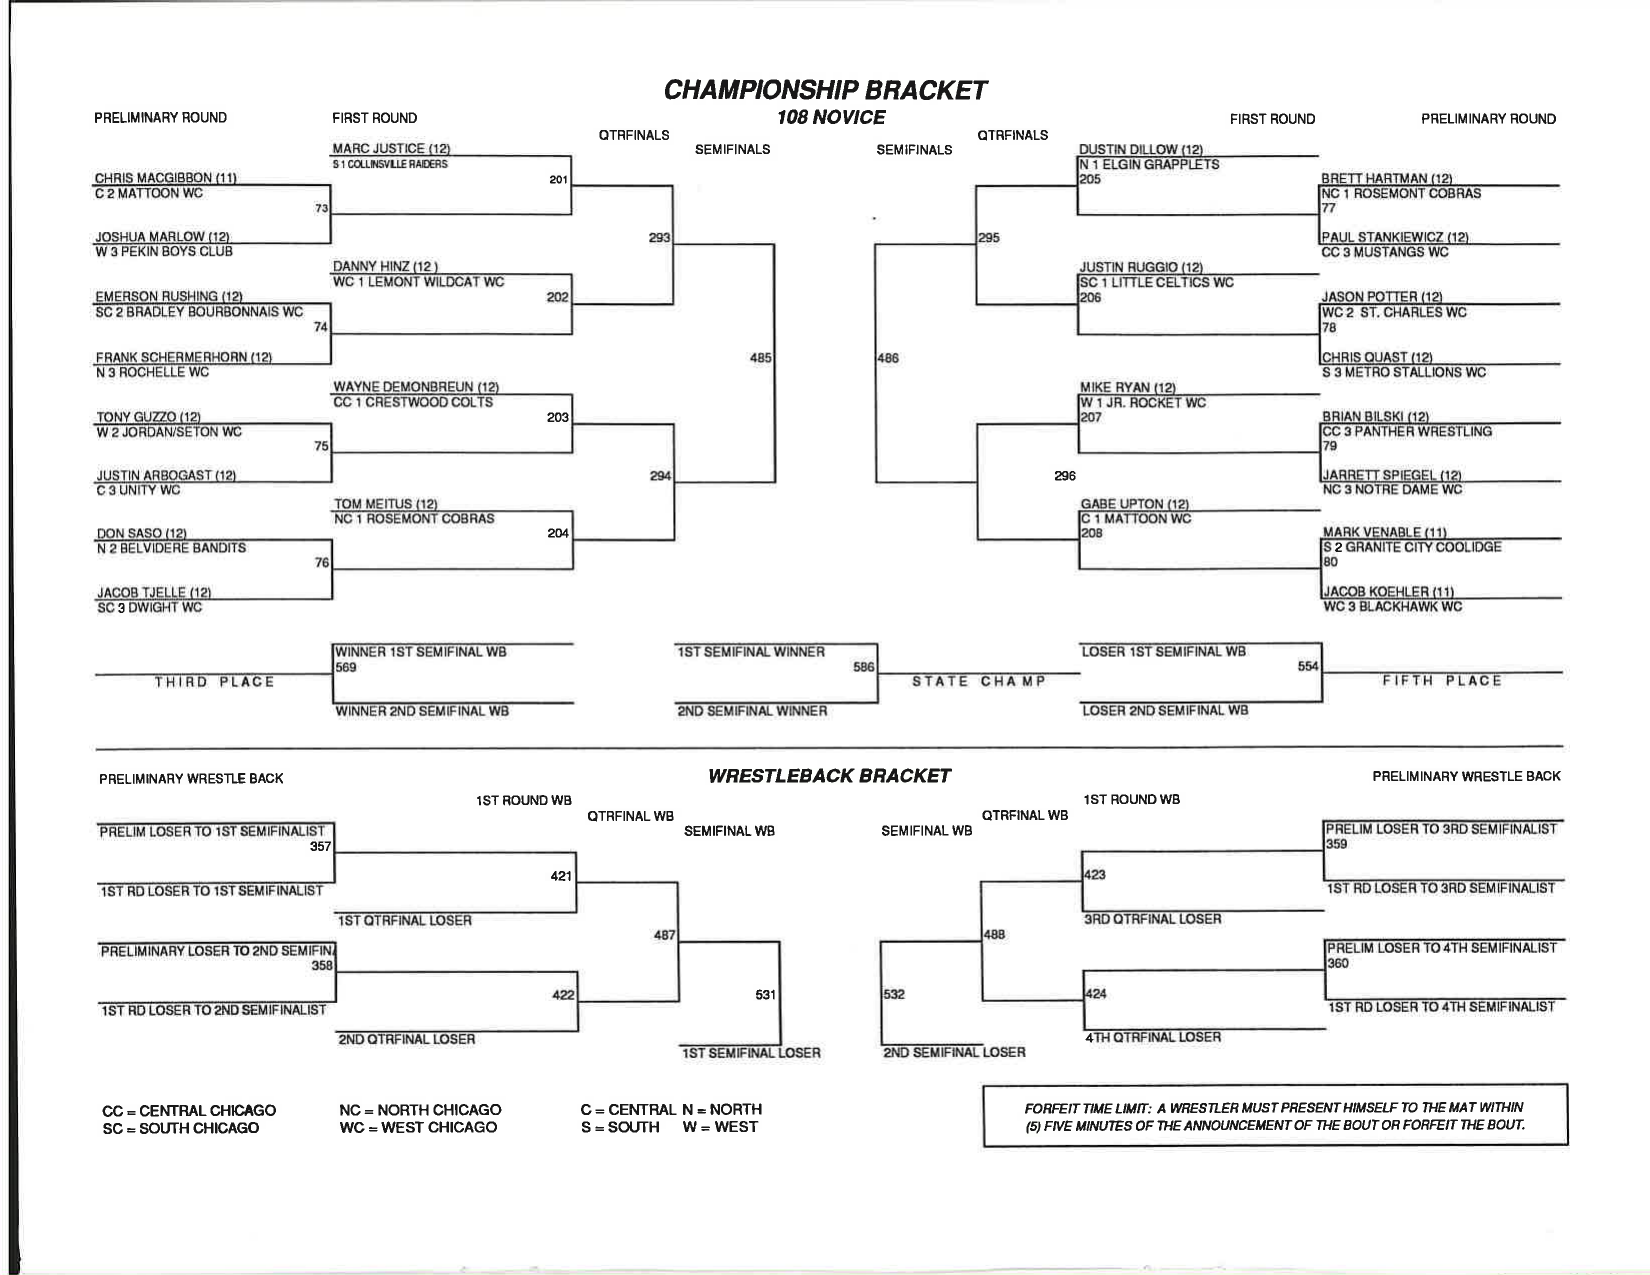 CHAMPIONSHIP BRACKET
108 NOVICE
PRELIMINARY ROUND
FIRST ROUND
QTRFINALS
SEMIFINALS
SEMIFINALS
QTRFINALS
FIRST ROUND
PRELIMINARY ROUND
MARC JUSTICE (12)
S 1 COLLINSVILLE RAIDERS
201
CHRIS MACGIBBON (11)
C 2 MATTOON WC
73
JOSHUA MARLOW (12)
W 3 PEKIN BOYS CLUB
293
DANNY HINZ (12 )
WC 1 LEMONT WILDCAT WC
202
EMERSON RUSHING (12)
SC 2 BRADLEY BOURBONNAIS WC
74
FRANK SCHERMERHORN (12)
N 3 ROCHELLE WC
485
WAYNE DEMONBREUN (12)
CC 1 CRESTWOOD COLTS
203
TONY GUZZO (12)
W 2 JORDAN/SETON WC
75
JUSTIN ARBOGAST (12)
C 3 UNITY WC
294
TOM MEITUS (12)
NC 1 ROSEMONT COBRAS
204
DON SASO (12)
N 2 BELVIDERE BANDITS
76
JACOB TJELLE (12)
SC 3 DWIGHT WC
DUSTIN DILLOW (12)
N 1 ELGIN GRAPPLETS
205
BRETT HARTMAN (12)
NC 1 ROSEMONT COBRAS
77
PAUL STANKIEWICZ (12)
CC 3 MUSTANGS WC
295
JUSTIN RUGGIO (12)
SC 1 LITTLE CELTICS WC
206
JASON POTTER (12)
WC 2 ST. CHARLES WC
78
CHRIS QUAST (12)
S 3 METRO STALLIONS WC
486
MIKE RYAN (12)
W 1 JR. ROCKET WC
207
BRIAN BILSKI (12)
CC 3 PANTHER WRESTLING
79
JARRETT SPIEGEL (12)
NC 3 NOTRE DAME WC
296
GABE UPTON (12)
C 1 MATTOON WC
208
MARK VENABLE (11)
S 2 GRANITE CITY COOLIDGE
80
JACOB KOEHLER (11)
WC 3 BLACKHAWK WC
WINNER 1ST SEMIFINAL WB
569
THIRD PLACE
WINNER 2ND SEMIFINAL WB
1ST SEMIFINAL WINNER
586
STATE CHAMP
2ND SEMIFINAL WINNER
LOSER 1ST SEMIFINAL WB
554
FIFTH PLACE
LOSER 2ND SEMIFINAL WB
WRESTLEBACK BRACKET
PRELIMINARY WRESTLE BACK
1ST ROUND WB
QTRFINAL WB
SEMIFINAL WB
SEMIFINAL WB
QTRFINAL WB
1ST ROUND WB
PRELIMINARY WRESTLE BACK
PRELIM LOSER TO 1ST SEMIFINALIST
357
421
1ST RD LOSER TO 1ST SEMIFINALIST
1ST QTRFINAL LOSER
487
PRELIMINARY LOSER TO 2ND SEMIFIN
358
422
531
1ST RD LOSER TO 2ND SEMIFINALIST
2ND QTRFINAL LOSER
1ST SEMIFINAL LOSER
PRELIM LOSER TO 3RD SEMIFINALIST
359
423
1ST RD LOSER TO 3RD SEMIFINALIST
3RD QTRFINAL LOSER
488
PRELIM LOSER TO 4TH SEMIFINALIST
360
532
424
1ST RD LOSER TO 4TH SEMIFINALIST
4TH QTRFINAL LOSER
2ND SEMIFINAL LOSER
CC = CENTRAL CHICAGO
NC = NORTH CHICAGO
C = CENTRAL N = NORTH
SC = SOUTH CHICAGO
WC = WEST CHICAGO
S = SOUTH W = WEST
FORFEIT TIME LIMIT: A WRESTLER MUST PRESENT HIMSELF TO THE MAT WITHIN
(5) FIVE MINUTES OF THE ANNOUNCEMENT OF THE BOUT OR FORFEIT THE BOUT.